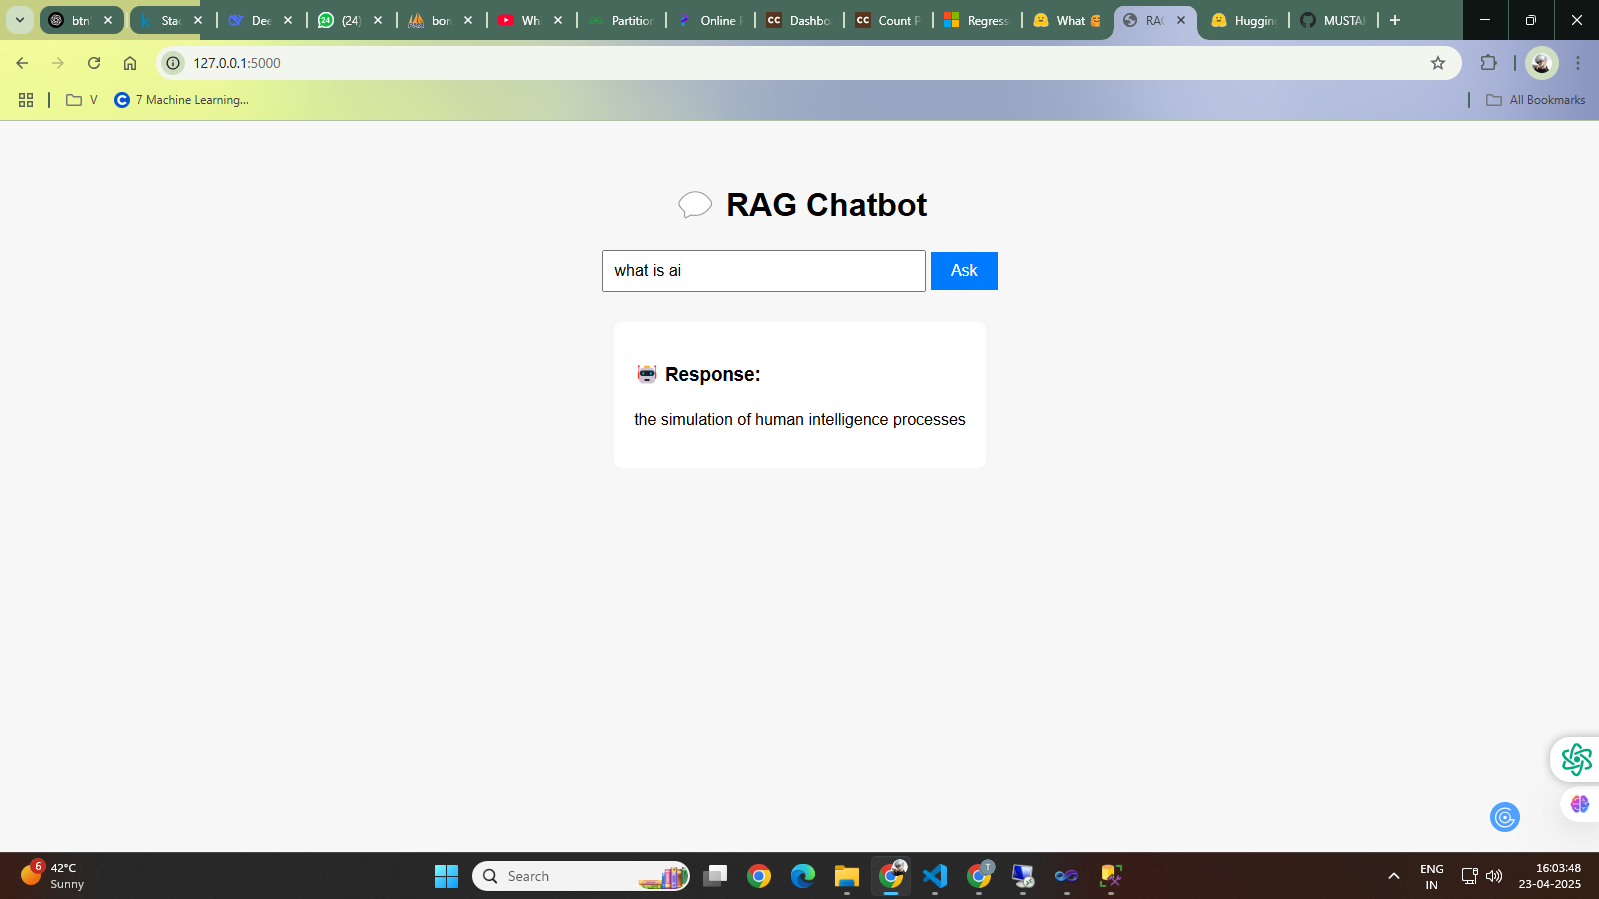 btn
Stac
Dee
(24)
bon
Whi
Partition
Online
Dashbo
Count P
Regress
What
RAG
Hugging
MUSTA
127.0.0.1:5000
V
7 Machine Learning...
All Bookmarks
RAG Chatbot
what is ai
Ask
Response:
the simulation of human intelligence processes
6
42°C
Sunny
Search
T
ENG
IN
16:03:48
23-04-2025